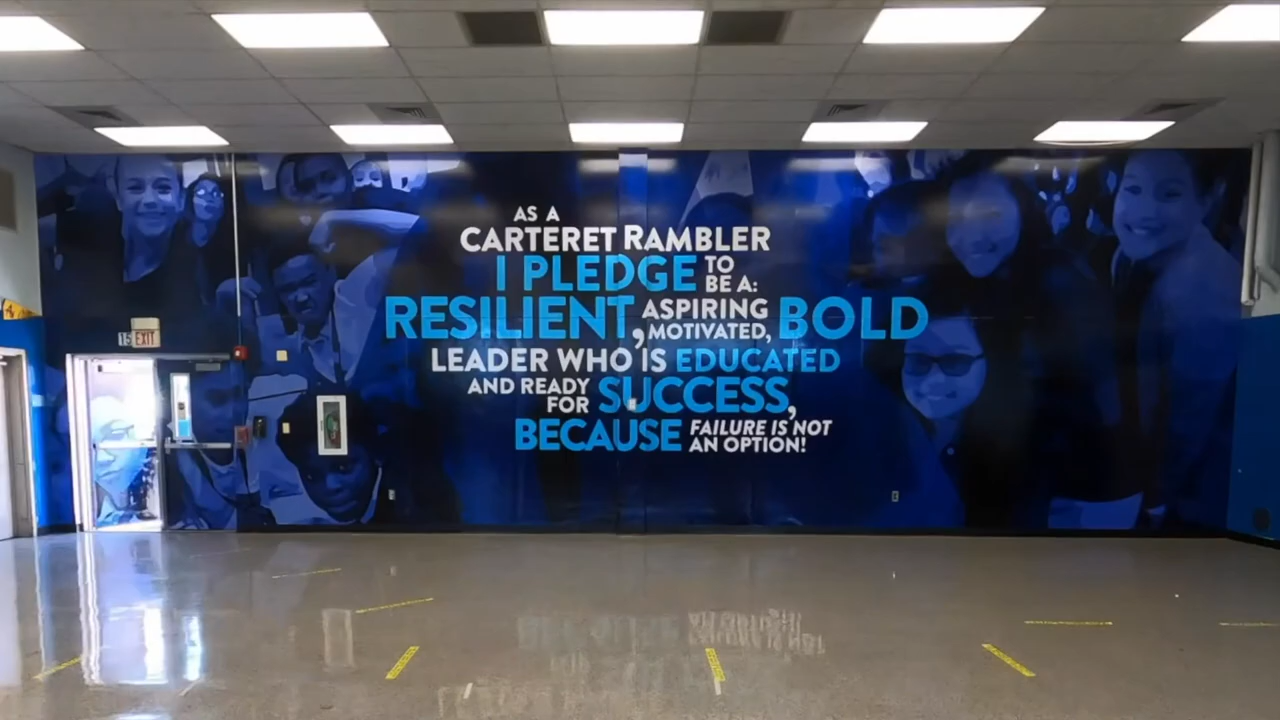 AS A
CARTERET RAMBLER
I PLEDGE TO BE A:
RESILIENT, ASPIRING MOTIVATED, BOLD
LEADER WHO IS EDUCATED
AND READY FOR SUCCESS,
BECAUSE FAILURE IS NOT AN OPTION!
15 EXIT